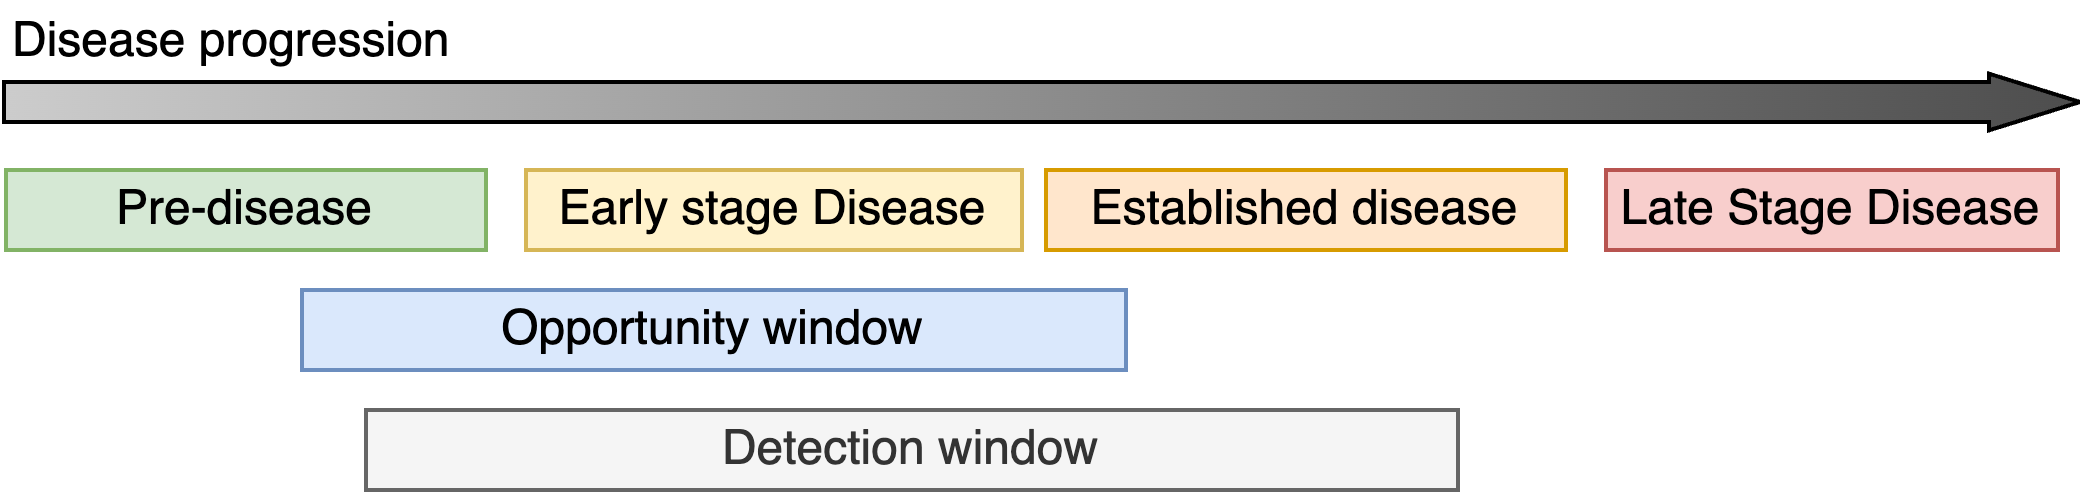 Disease progression
Pre-disease
Early stage Disease
Established disease
Late Stage Disease
Opportunity window
Detection window